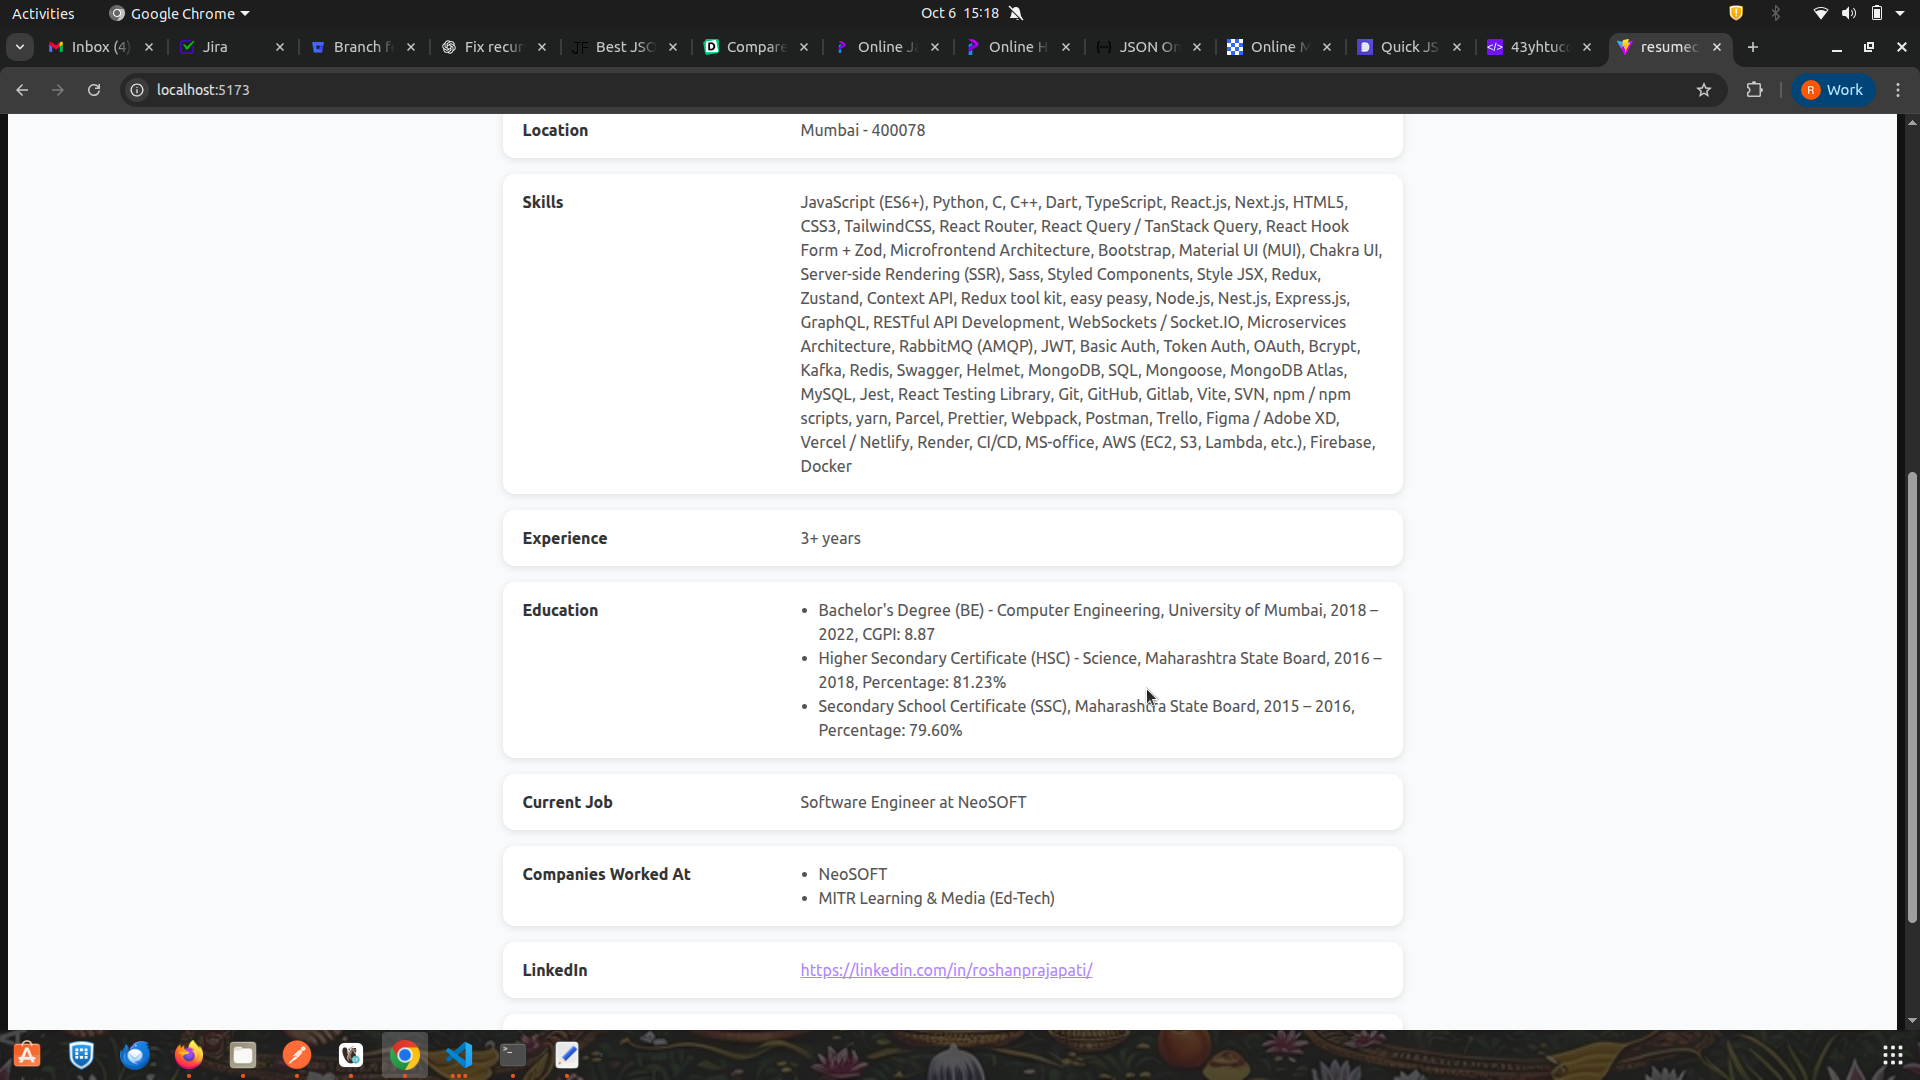 Activities
Google Chrome
Oct 6 15:18
Inbox (4)
Jira
Branch f
Fix recur
JF Best JSO
Compare
Online Ja
Online H
JSON On
Online M
Quick JS
43yhtuc
resumec
localhost:5173
R Work
Location
Mumbai - 400078
Skills
JavaScript (ES6+), Python, C, C++, Dart, TypeScript, React.js, Next.js, HTML5,
CSS3, TailwindCSS, React Router, React Query / TanStack Query, React Hook
Form + Zod, Microfrontend Architecture, Bootstrap, Material UI (MUI), Chakra UI,
Server-side Rendering (SSR), Sass, Styled Components, Style JSX, Redux,
Zustand, Context API, Redux tool kit, easy peasy, Node.js, Nest.js, Express.js,
GraphQL, RESTful API Development, WebSockets / Socket.IO, Microservices
Architecture, RabbitMQ (AMQP), JWT, Basic Auth, Token Auth, OAuth, Bcrypt,
Kafka, Redis, Swagger, Helmet, MongoDB, SQL, Mongoose, MongoDB Atlas,
MySQL, Jest, React Testing Library, Git, GitHub, Gitlab, Vite, SVN, npm / npm
scripts, yarn, Parcel, Prettier, Webpack, Postman, Trello, Figma / Adobe XD,
Vercel / Netlify, Render, CI/CD, MS-office, AWS (EC2, S3, Lambda, etc.), Firebase,
Docker
Experience
3+ years
Education
• Bachelor's Degree (BE) - Computer Engineering, University of Mumbai, 2018 –
2022, CGPI: 8.87
• Higher Secondary Certificate (HSC) - Science, Maharashtra State Board, 2016 –
2018, Percentage: 81.23%
• Secondary School Certificate (SSC), Maharashtra State Board, 2015 – 2016,
Percentage: 79.60%
Current Job
Software Engineer at NeoSOFT
Companies Worked At
• NeoSOFT
• MITR Learning & Media (Ed-Tech)
LinkedIn
https://linkedin.com/in/roshanprajapati/